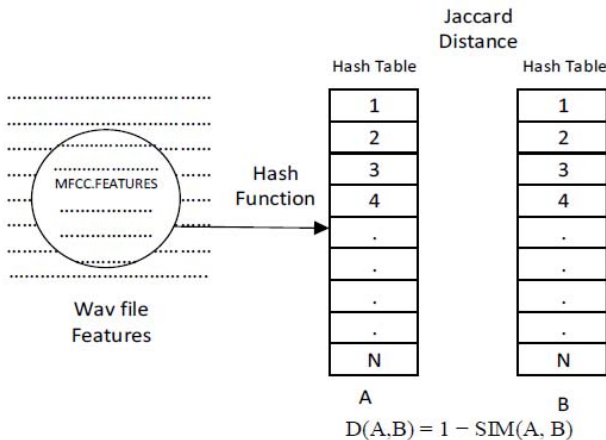 Jaccard
Distance
Hash Table
Hash Table
MFCC.FEATURES
Wav file
Features
Hash
Function
1
2
3
4
.
.
.
.
N
A
1
2
3
4
.
.
.
.
N
B
D(A,B) = 1 − SIM(A, B)